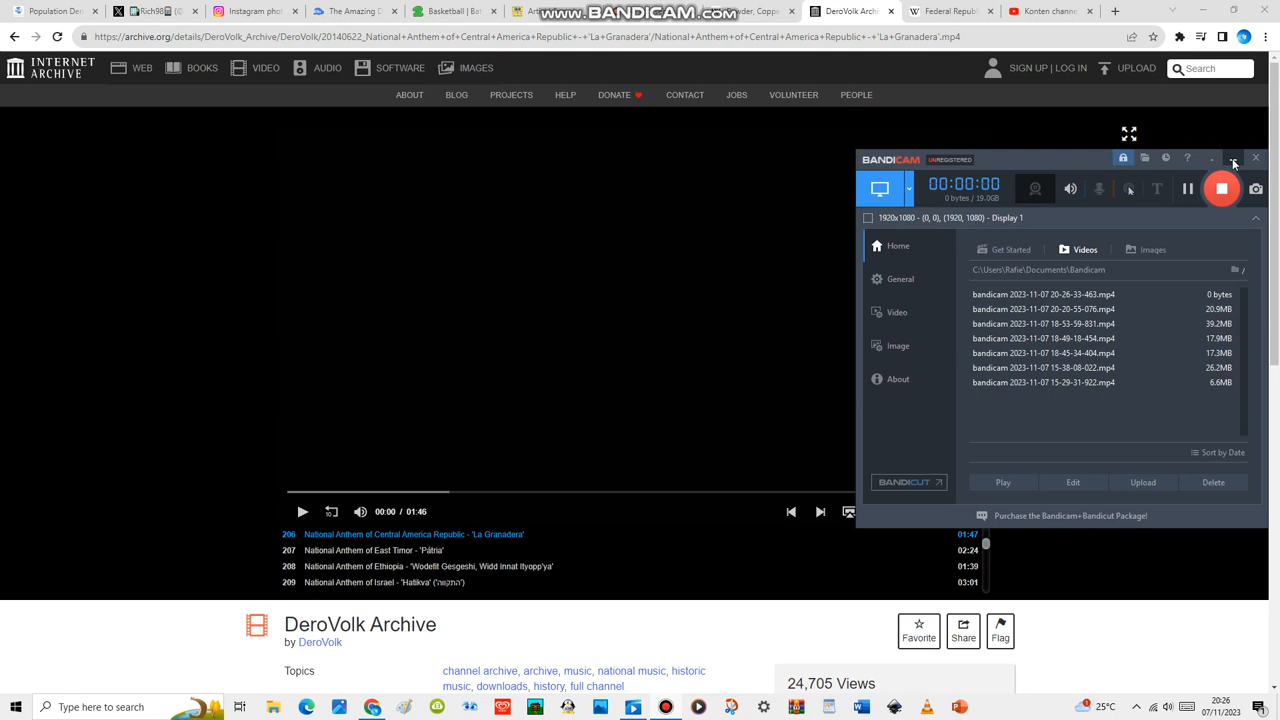 Population Den
Rich98
Instagram phot
The Amazing D
Basketball | Bet
www.BANDICAM.com
DeroVolk Archiv
Federal Republi
Konten channe
https://archive.org/details/DeroVolk_Archive/DeroVolk/20140622_National+Anthem+of+Central+America+Republic+-+'La+Granadera'/National+Anthem+of+Central+America+Republic+-+'La+Granadera'.mp4
INTERNET ARCHIVE WEB BOOKS VIDEO AUDIO SOFTWARE IMAGES SIGN UP | LOG IN UPLOAD Search
ABOUT BLOG PROJECTS HELP DONATE CONTACT JOBS VOLUNTEER PEOPLE
BANDICAM UNREGISTERED
00:00:00
0 bytes / 19.0GB
1920x1080 - (0, 0), (1920, 1080) - Display 1
Home
General
Video
Image
About
BANDICUT
Get Started Videos Images
C:\Users\Rafie\Documents\Bandicam
bandicam 2023-11-07 20-26-33-463.mp4 0 bytes
bandicam 2023-11-07 20-20-55-076.mp4 20.9MB
bandicam 2023-11-07 18-53-59-831.mp4 39.2MB
bandicam 2023-11-07 18-49-18-454.mp4 17.9MB
bandicam 2023-11-07 18-45-34-404.mp4 17.3MB
bandicam 2023-11-07 15-38-08-022.mp4 26.2MB
bandicam 2023-11-07 15-29-31-922.mp4 6.6MB
Sort by Date
Play Edit Upload Delete
Purchase the Bandicam+Bandicut Package!
10 00:00 / 01:46
206 National Anthem of Central America Republic - 'La Granadera' 01:47
207 National Anthem of East Timor - 'Pátria' 02:24
208 National Anthem of Ethiopia - 'Wodefit Gesgeshi, Widd Innat Ityopp'ya' 01:39
209 National Anthem of Israel - 'Hatikva' ('התקווה') 03:01
DeroVolk Archive
by DeroVolk
Favorite Share Flag
Topics channel archive, archive, music, national music, historic
music, downloads, history, full channel
24,705 Views
Type here to search
25°C
20:26
07/11/2023